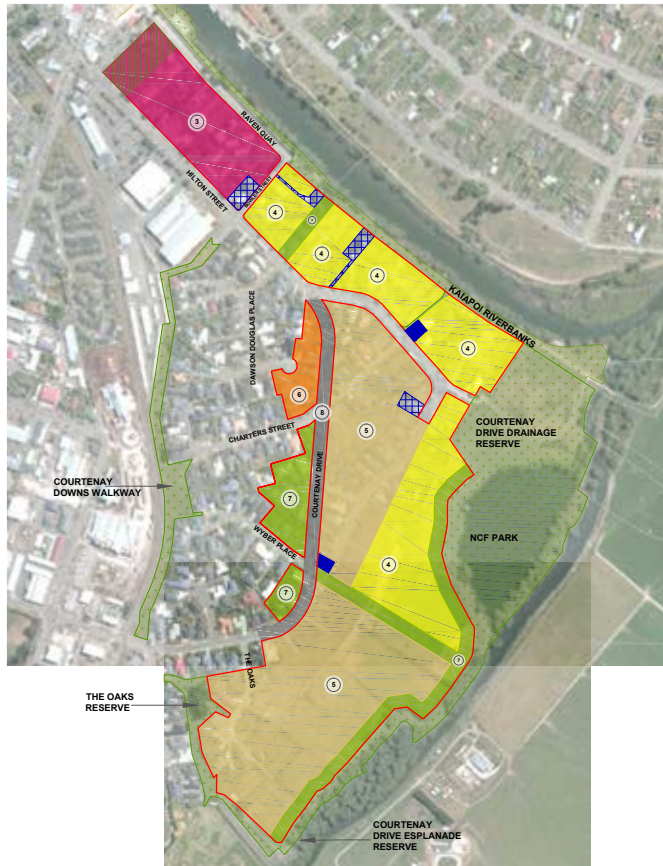 3
RAVEN QUAY
HILTON STREET
4
4
4
KAIAPOI RIVERBANKS
4
DAWSON DOUGLAS PLACE
6
8
CHARTERS STREET
5
COURTENAY
DRIVE DRAINAGE
RESERVE
COURTENAY
DOWNS WALKWAY
COURTENAY DRIVE
7
NCF PARK
WYBER PLACE
4
7
7
THE OAKS
5
THE OAKS
RESERVE
COURTENAY
DRIVE ESPLANADE
RESERVE